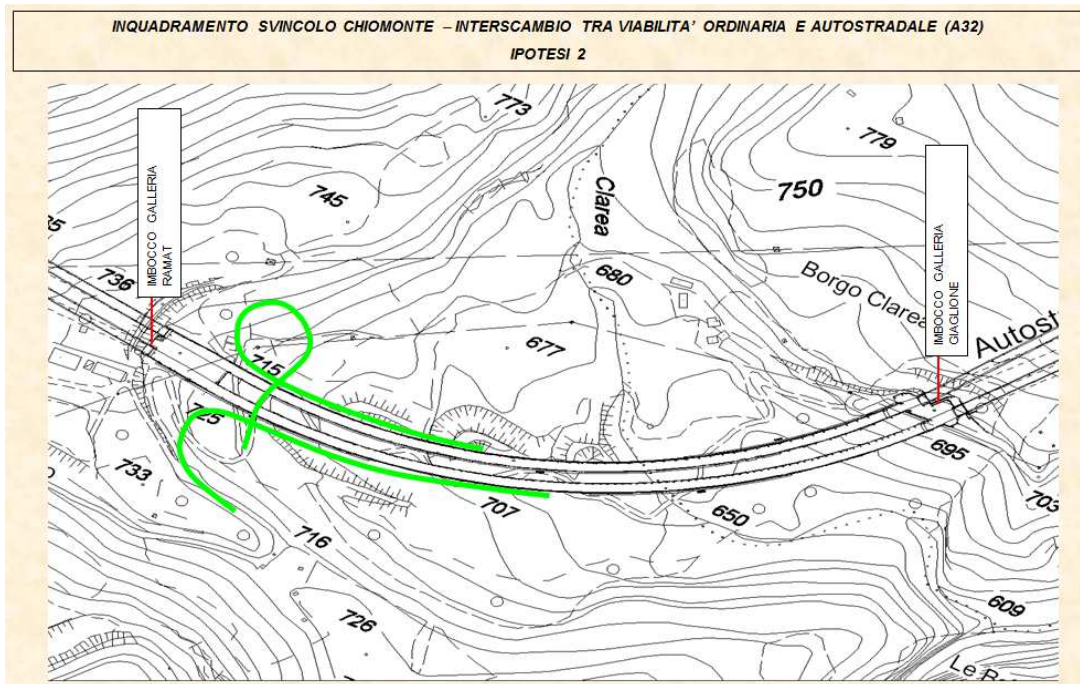 INQUADRAMENTO SVINCOLO CHIOMONTE – INTERSCAMBIO TRA VIABILITA' ORDINARIA E AUTOSTRADALE (A32)
IPOTESI 2
773
779
745
750
Clarea
IMBOCCO GALLERIA
RAMAT
IMBOCCO GALLERIA
GIAGLIONE
736
680
Borgo Clarea
677
715
Autost
725
733
707
695
703
650
716
726
609
Le